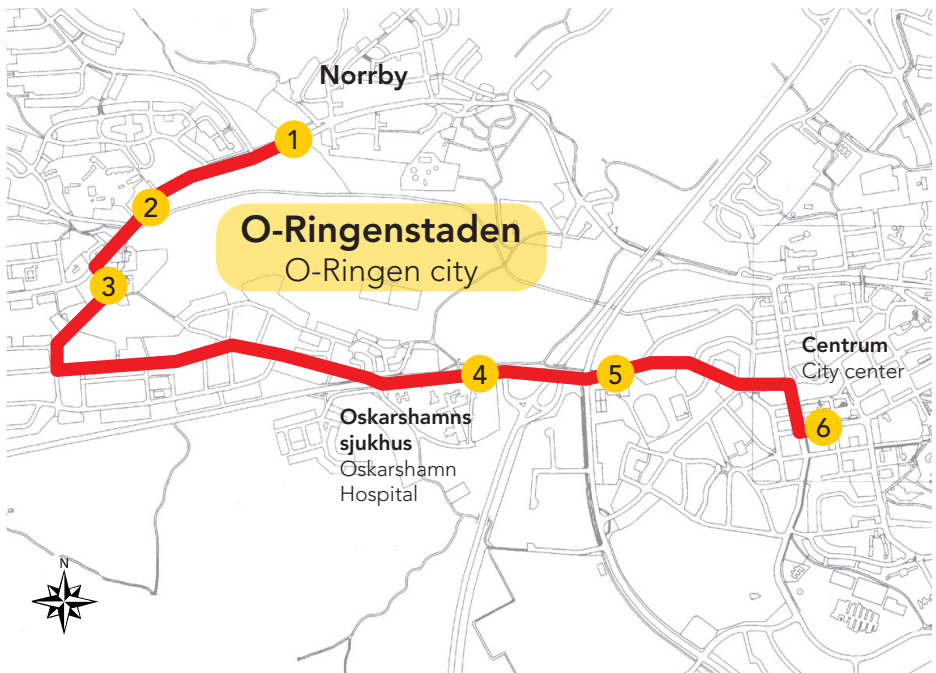 Norrby
1
2
O-Ringenstaden
O-Ringen city
3
Centrum
City center
4
5
Oskarshamns
sjukhus
Oskarshamn
Hospital
6
N